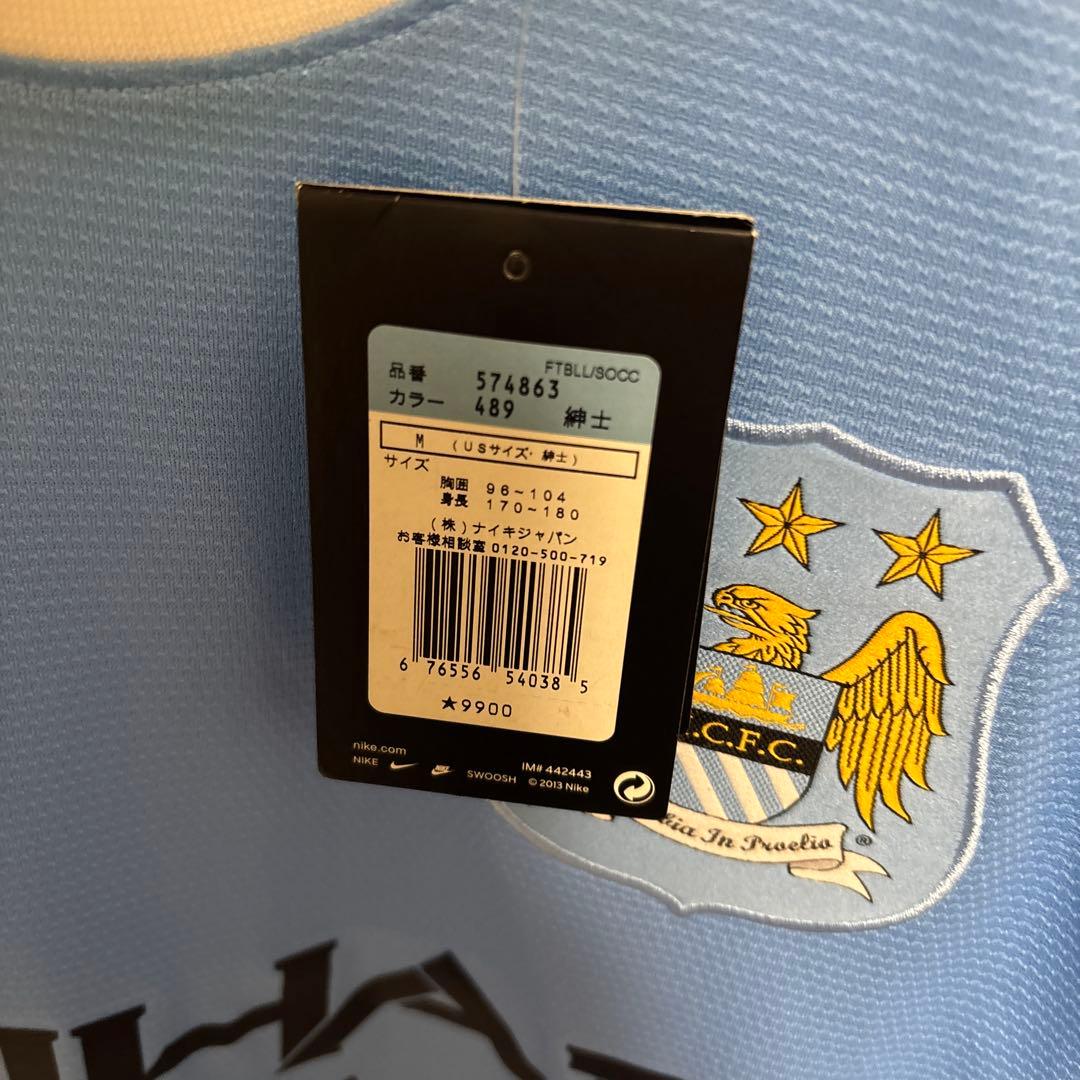 FTBLL/SOCC
品番 574863
カラー 489 紳士
M (USサイズ・紳士)
サイズ
胸囲 96~104
身長 170~180
(株)ナイキジャパン
お客様相談室 0120-500-719
6 76556 54038 5
★9900
nike.com
NIKE SWOOSH
IM# 442443
© 2013 Nike
.C.F.C.
In Proelio ®